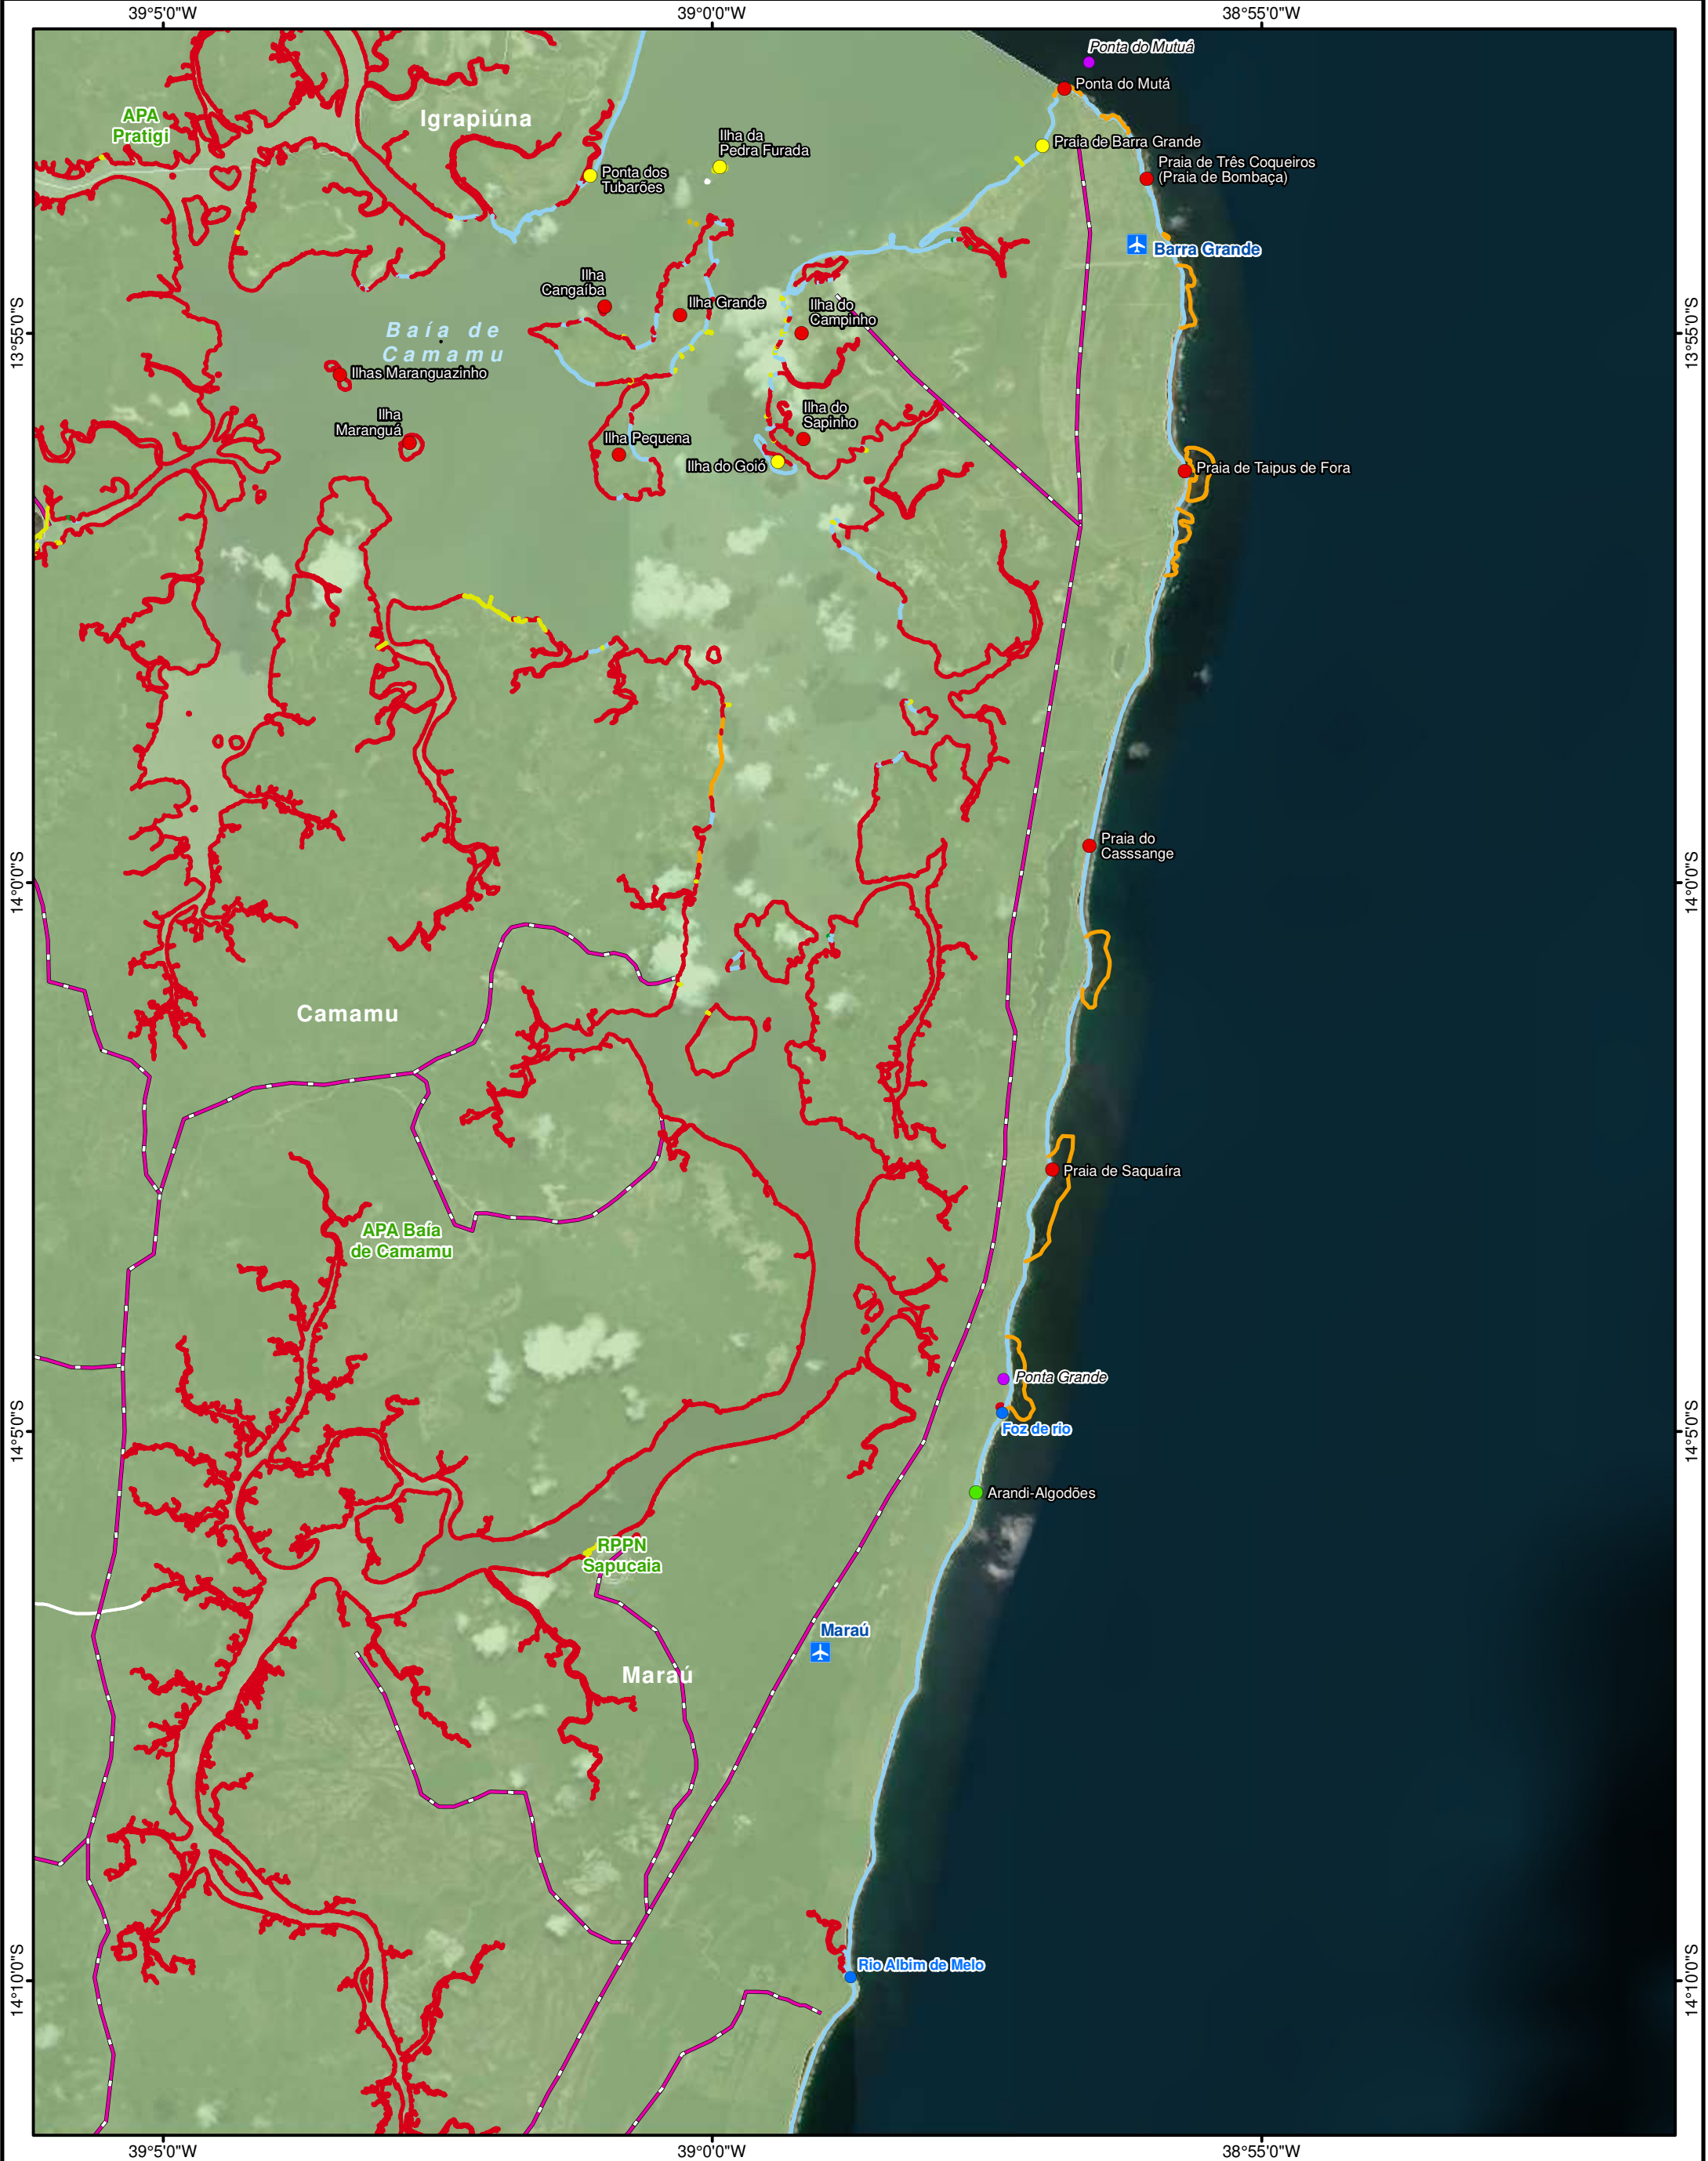 39°5'0"W
39°0'0"W
38°55'0"W
Ponta do Mutuá
Ponta do Mutá
APA
Pratigi
Igrapiúna
Ilha da
Pedra Furada
Praia de Barra Grande
Praia de Três Coqueiros
(Praia de Bombaça)
Ponta dos
Tubarões
Barra Grande
Ilha
Cangaíba
Ilha Grande
Ilha do
Campinho
13°55'0"S
13°55'0"S
Baía de
Camamu
Ilhas Maranguazinho
Ilha
Maranguá
Ilha do
Sapinho
Ilha Pequena
Ilha do Goió
Praia de Taipus de Fora
Praia do
Casssange
14°0'0"S
14°0'0"S
Camamu
Praia de Saquaíra
APA Baía
de Camamu
Ponta Grande
Foz de rio
14°5'0"S
14°5'0"S
Arandi-Algodões
RPPN
Sapucaia
Maraú
Maraú
Rio Albim de Melo
14°10'0"S
14°10'0"S
39°5'0"W
39°0'0"W
38°55'0"W